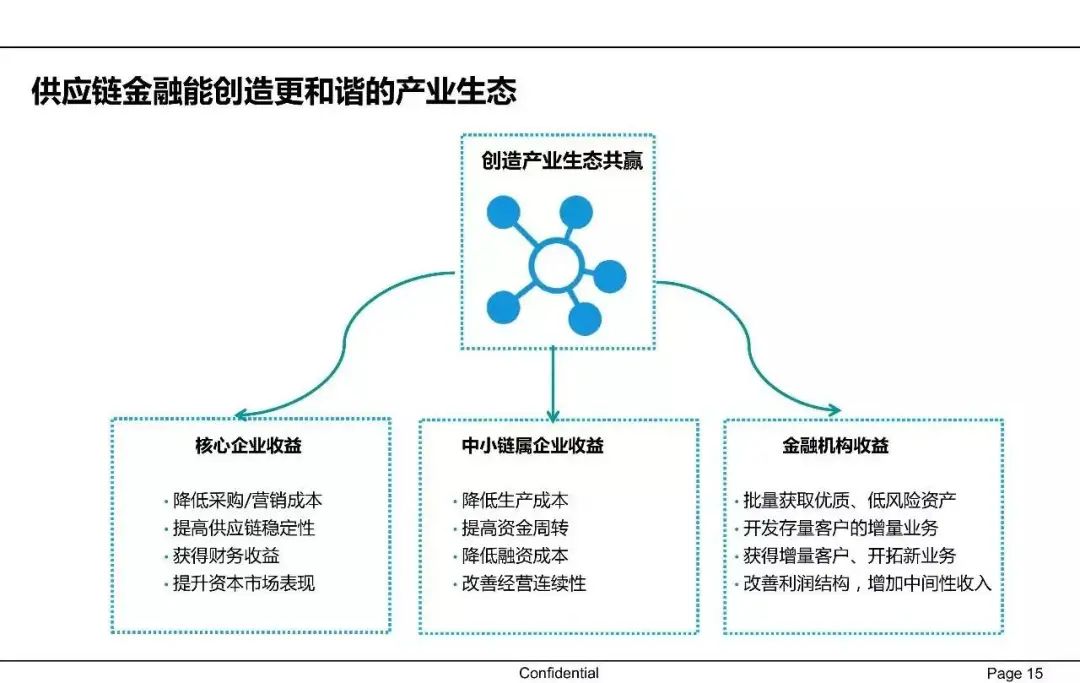 供应链金融能创造更和谐的产业生态
创造产业生态共赢
核心企业收益
· 降低采购/营销成本
· 提高供应链稳定性
· 获得财务收益
· 提升资本市场表现
中小链属企业收益
· 降低生产成本
· 提高资金周转
· 降低融资成本
· 改善经营连续性
金融机构收益
· 批量获取优质、低风险资产
· 开发存量客户的增量业务
· 获得增量客户、开拓新业务
· 改善利润结构，增加中间性收入
Confidential
Page 15